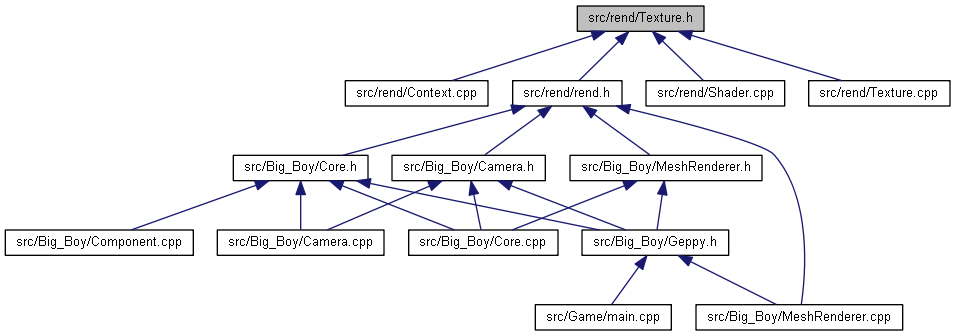 src/rend/Texture.h
src/rend/Context.cpp
src/rend/rend.h
src/rend/Shader.cpp
src/rend/Texture.cpp
src/Big_Boy/Core.h
src/Big_Boy/Camera.h
src/Big_Boy/MeshRenderer.h
src/Big_Boy/Component.cpp
src/Big_Boy/Camera.cpp
src/Big_Boy/Core.cpp
src/Big_Boy/Geppy.h
src/Game/main.cpp
src/Big_Boy/MeshRenderer.cpp